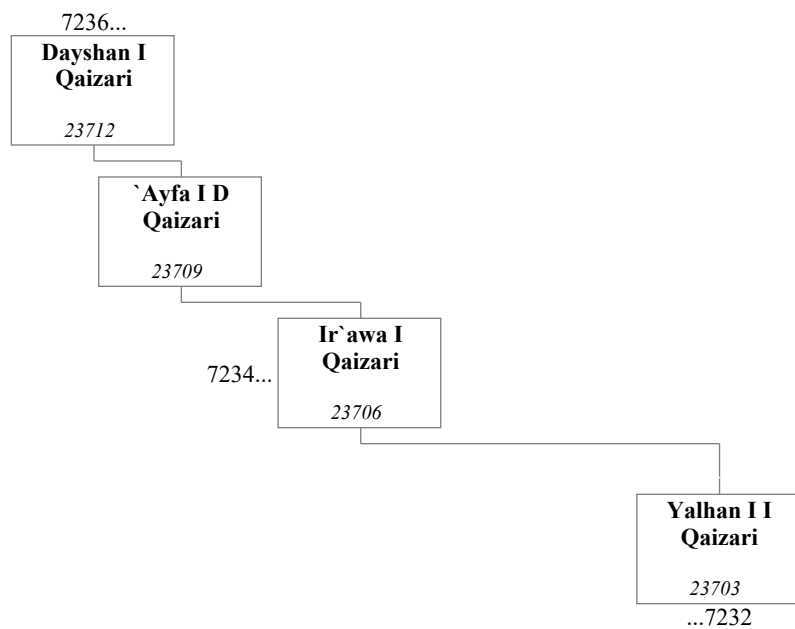 7236...
Dayshan I
Qaizari
23712
`Ayfa I D
Qaizari
23709
Ir`awa I
Qaizari
7234...
23706
Yalhan I I
Qaizari
23703
...7232